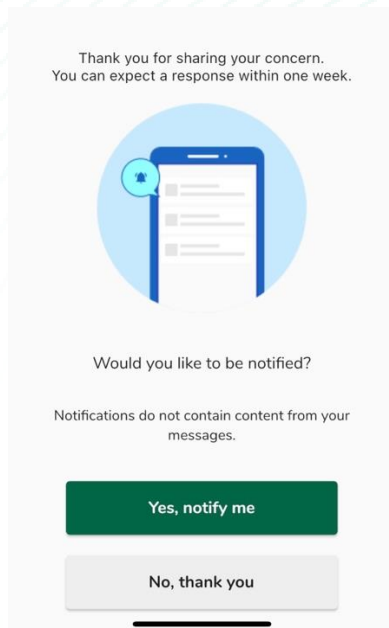 Thank you for sharing your concern.
You can expect a response within one week.
Would you like to be notified?
Notifications do not contain content from your
messages.
Yes, notify me
No, thank you